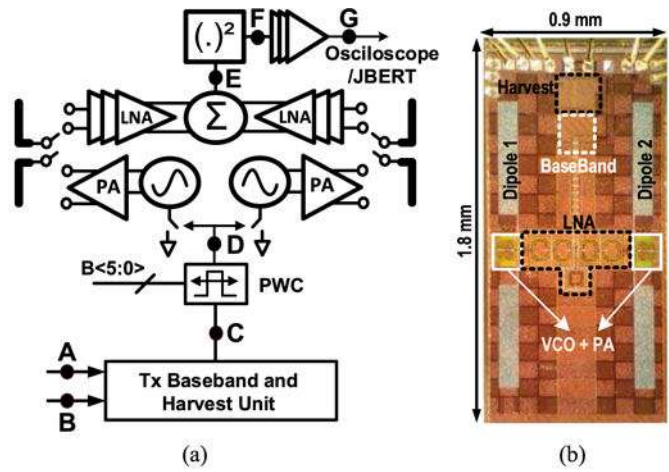 (.)²
F
G
Osciloscope
/JBERT
E
LNA
Σ
LNA
PA
PA
D
B<5:0>
PWC
C
A
B
Tx Baseband and
Harvest Unit
(a)
0.9 mm
1.8 mm
Harvest
BaseBand
Dipole 1
Dipole 2
LNA
VCO + PA
(b)